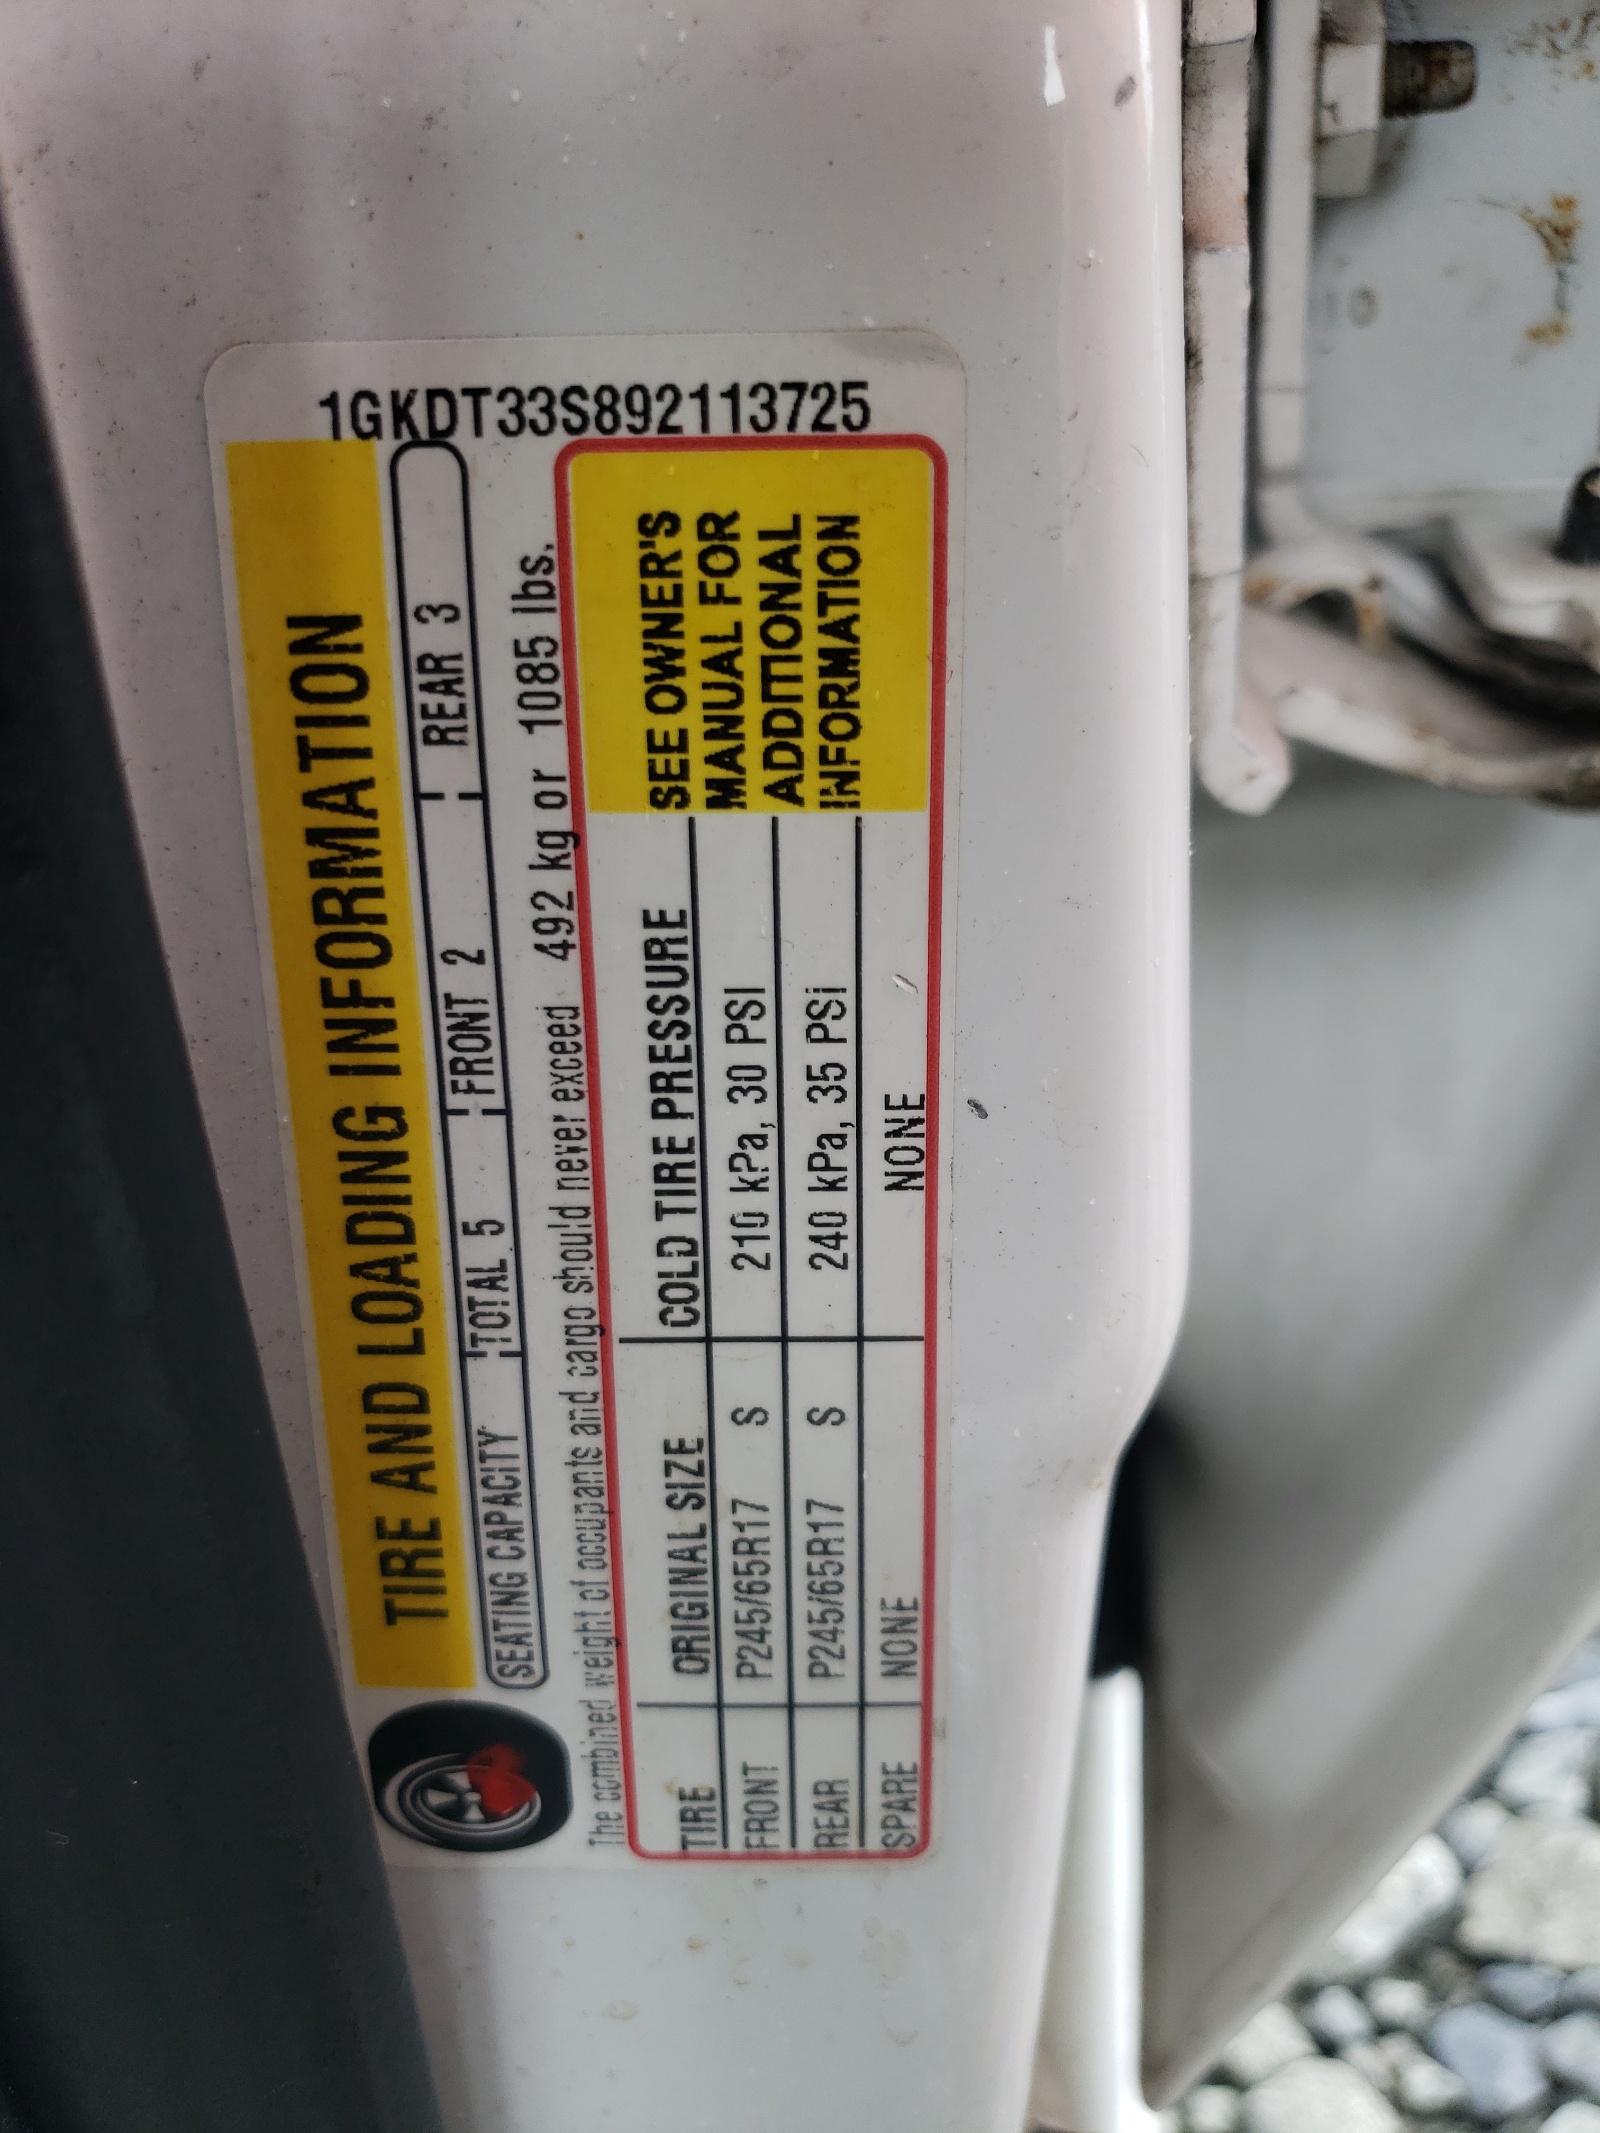 TIRE AND LOADING INFORMATION
SEATING CAPACITY TOTAL 5 FRONT 2 REAR 3
The combined weight of occupants and cargo should never exceed 492 kg or 1085 lbs.
TIRE ORIGINAL SIZE COLD TIRE PRESSURE
FRONT P245/65R17 S 210 kPa, 30 PSI
REAR P245/65R17 S 240 kPa, 35 PSI
SPARE NONE NONE
SEE OWNER'S
MANUAL FOR
ADDITIONAL
INFORMATION
1GKDT33S892113725